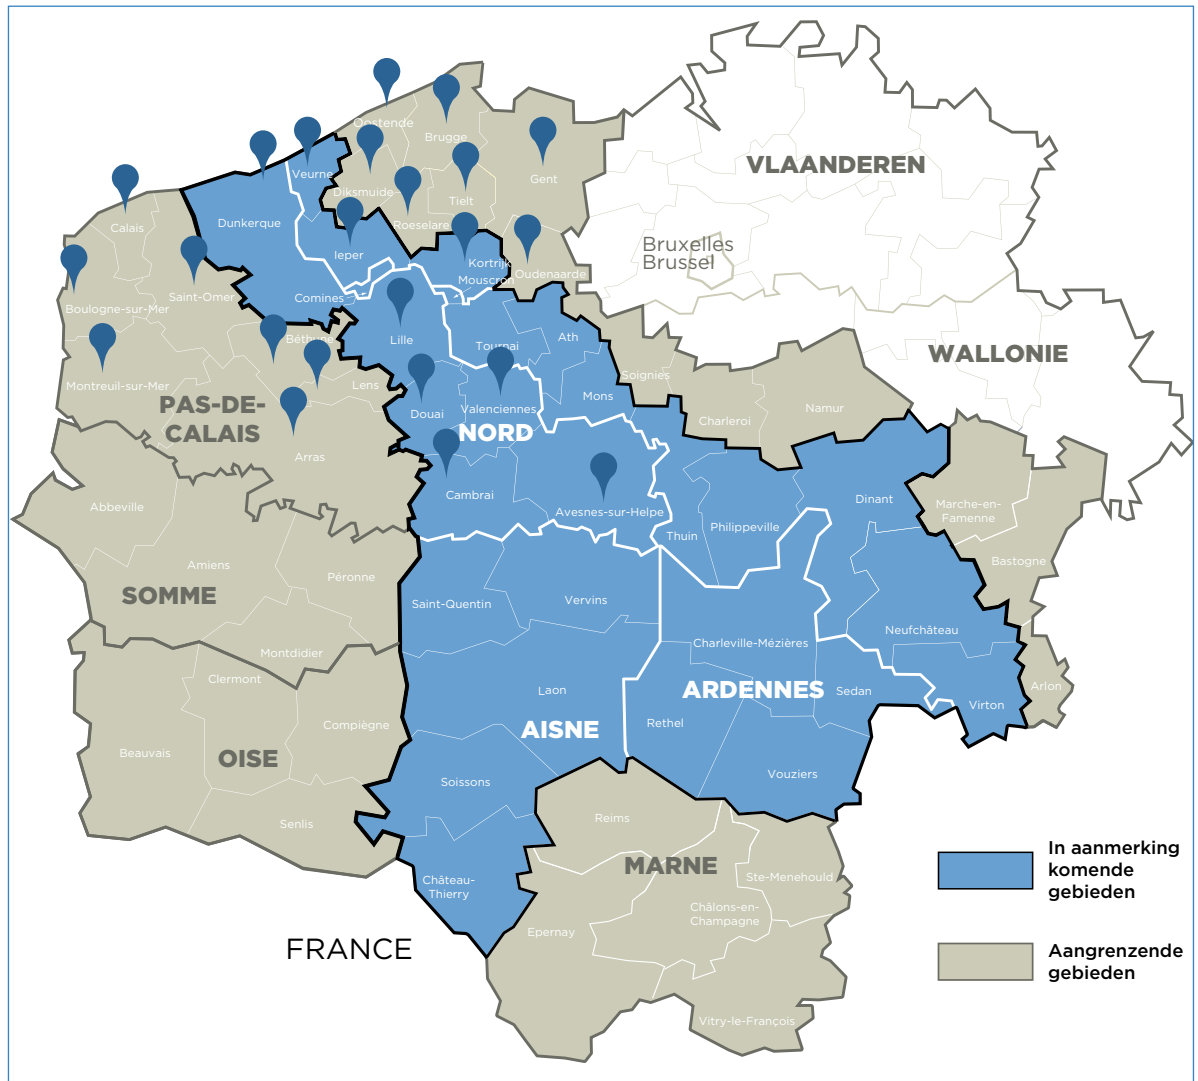 Oostende
Brugge
VLAANDEREN
Veurne
Gent
Diksmuide
Tielt
Dunkerque
Calais
Roeselare
Bruxelles
Brussel
Ieper
Kortrijk
Mouscron
Oudenaarde
Saint-Omer
Comines
Boulogne-sur-Mer
Béthune
Lille
Tournai
Ath
WALLONIE
Soignies
Montreuil-sur-Mer
Lens
Mons
PAS-DE-
CALAIS
Douai
Valenciennes
NORD
Charleroi
Namur
Arras
Cambrai
Avesnes-sur-Helpe
Abbeville
Thuin
Philippeville
Dinant
Marche-en-
Famenne
Bastogne
Amiens
Péronne
SOMME
Saint-Quentin
Vervins
Neufchâteau
Charleville-Mézières
Montdidier
Clermont
Laon
ARDENNES
Sedan
Arlon
Virton
Compiègne
Rethel
AISNE
Beauvais
OISE
Soissons
Vouziers
Senlis
Reims
MARNE
Ste-Menehould
Château-
Thierry
Châlons-en-
Champagne
Epernay
FRANCE
Vitry-le-François
In aanmerking
komende
gebieden
Aangrenzende
gebieden